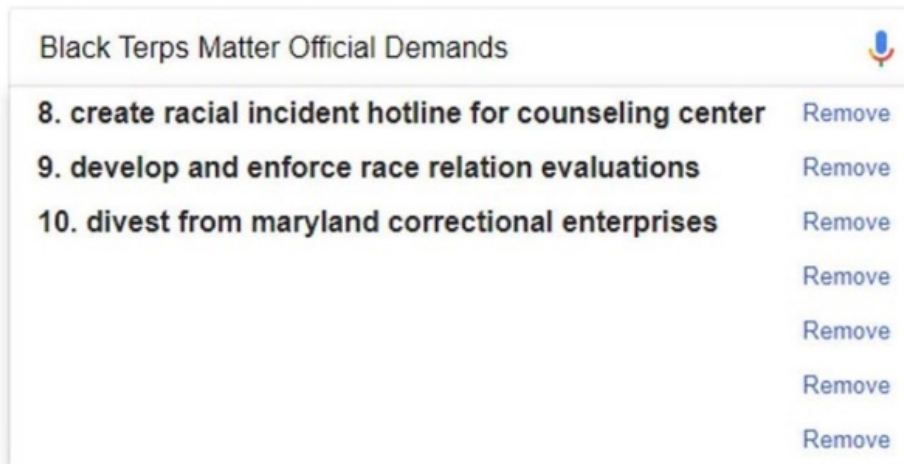 Black Terps Matter Official Demands
8. create racial incident hotline for counseling center Remove
9. develop and enforce race relation evaluations Remove
10. divest from maryland correctional enterprises Remove
Remove
Remove
Remove
Remove